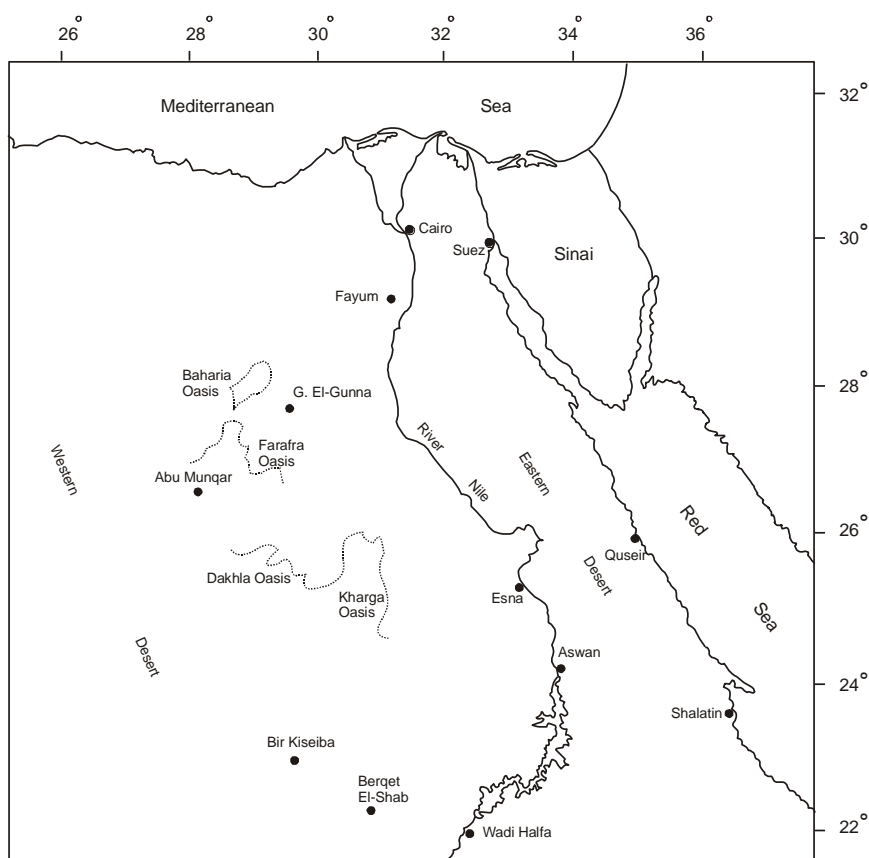 26°
28°
30°
32°
34°
36°
Mediterranean Sea
32°
Cairo
30°
Suez
Sinai
Fayum
Baharia
Oasis
28°
G. El-Gunna
River
Farafra
Oasis
Eastern
Western
Abu Munqar
Nile
Red
26°
Quseir
Dakhla Oasis
Desert
Kharga
Oasis
Esna
Sea
Desert
Aswan
24°
Shalatin
Bir Kiseiba
Berqet
El-Shab
Wadi Halfa
22°